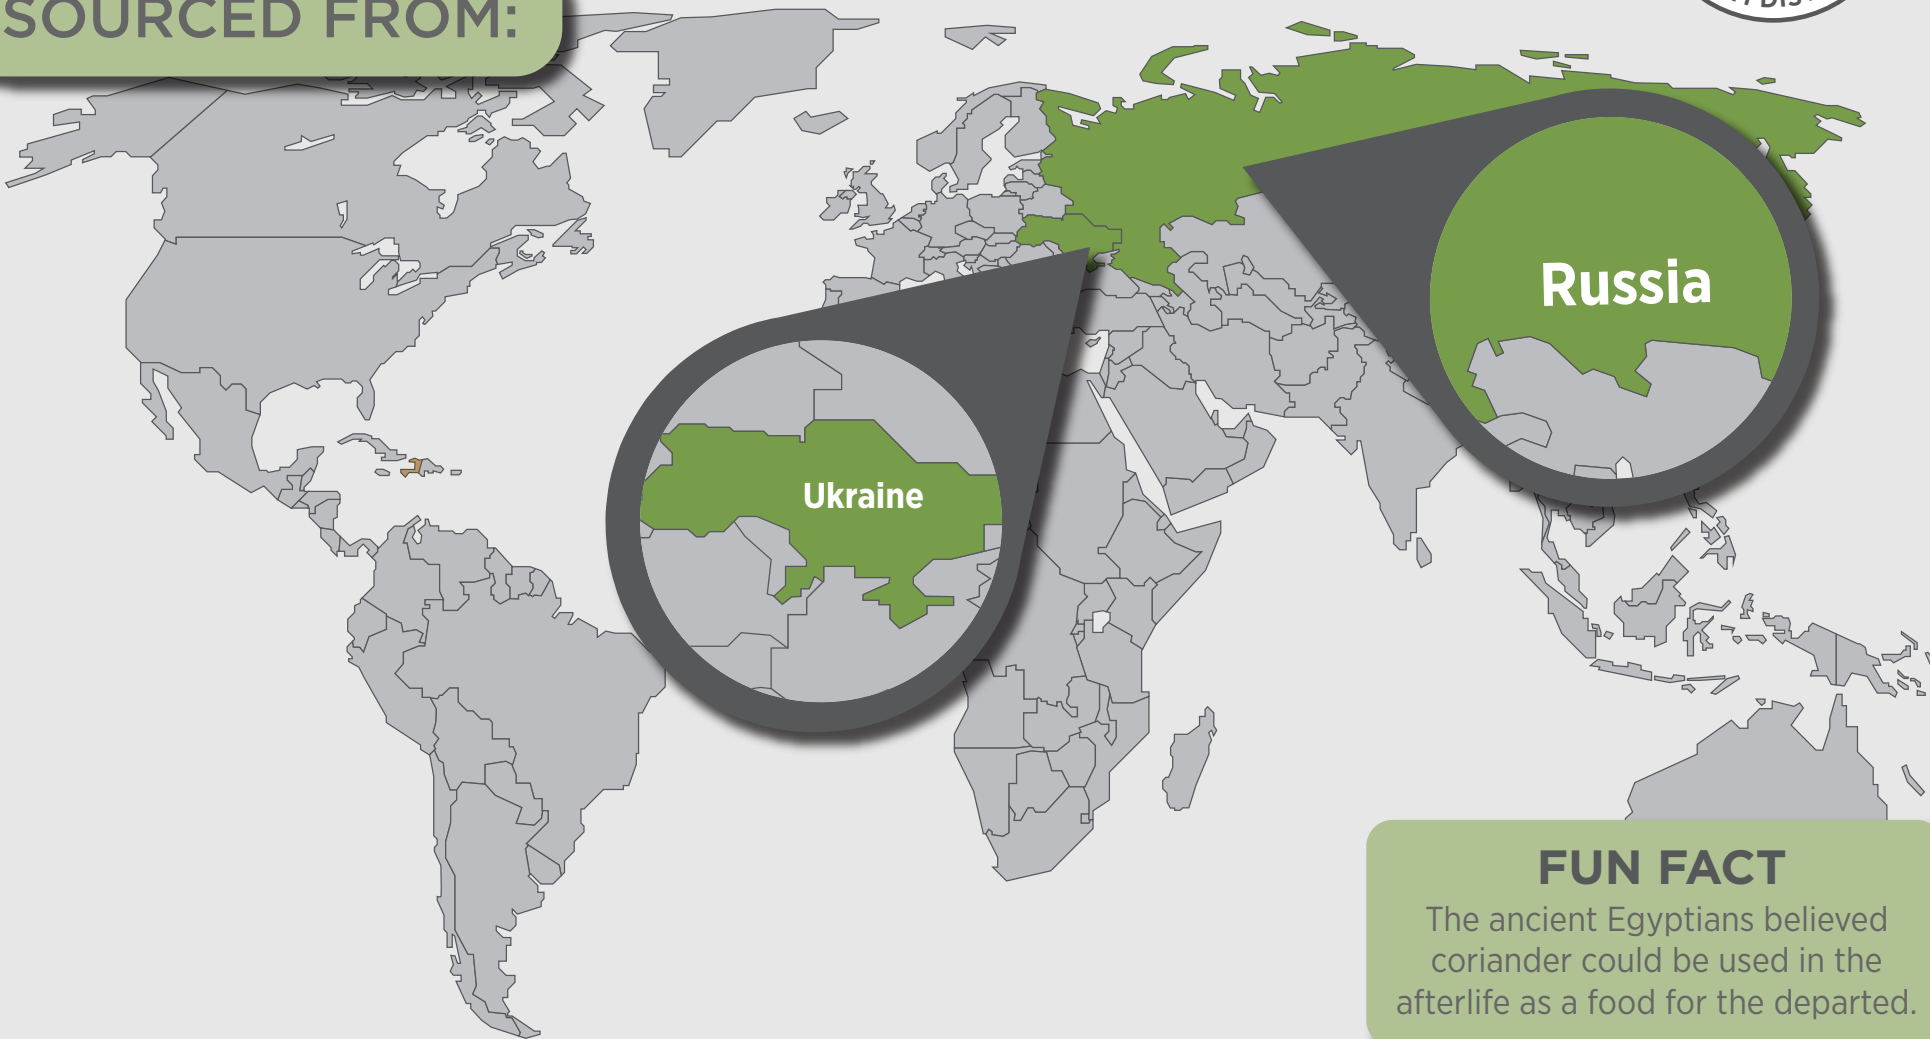 SOURCED FROM:
Russia
Ukraine
FUN FACT
The ancient Egyptians believed
coriander could be used in the
afterlife as a food for the departed.